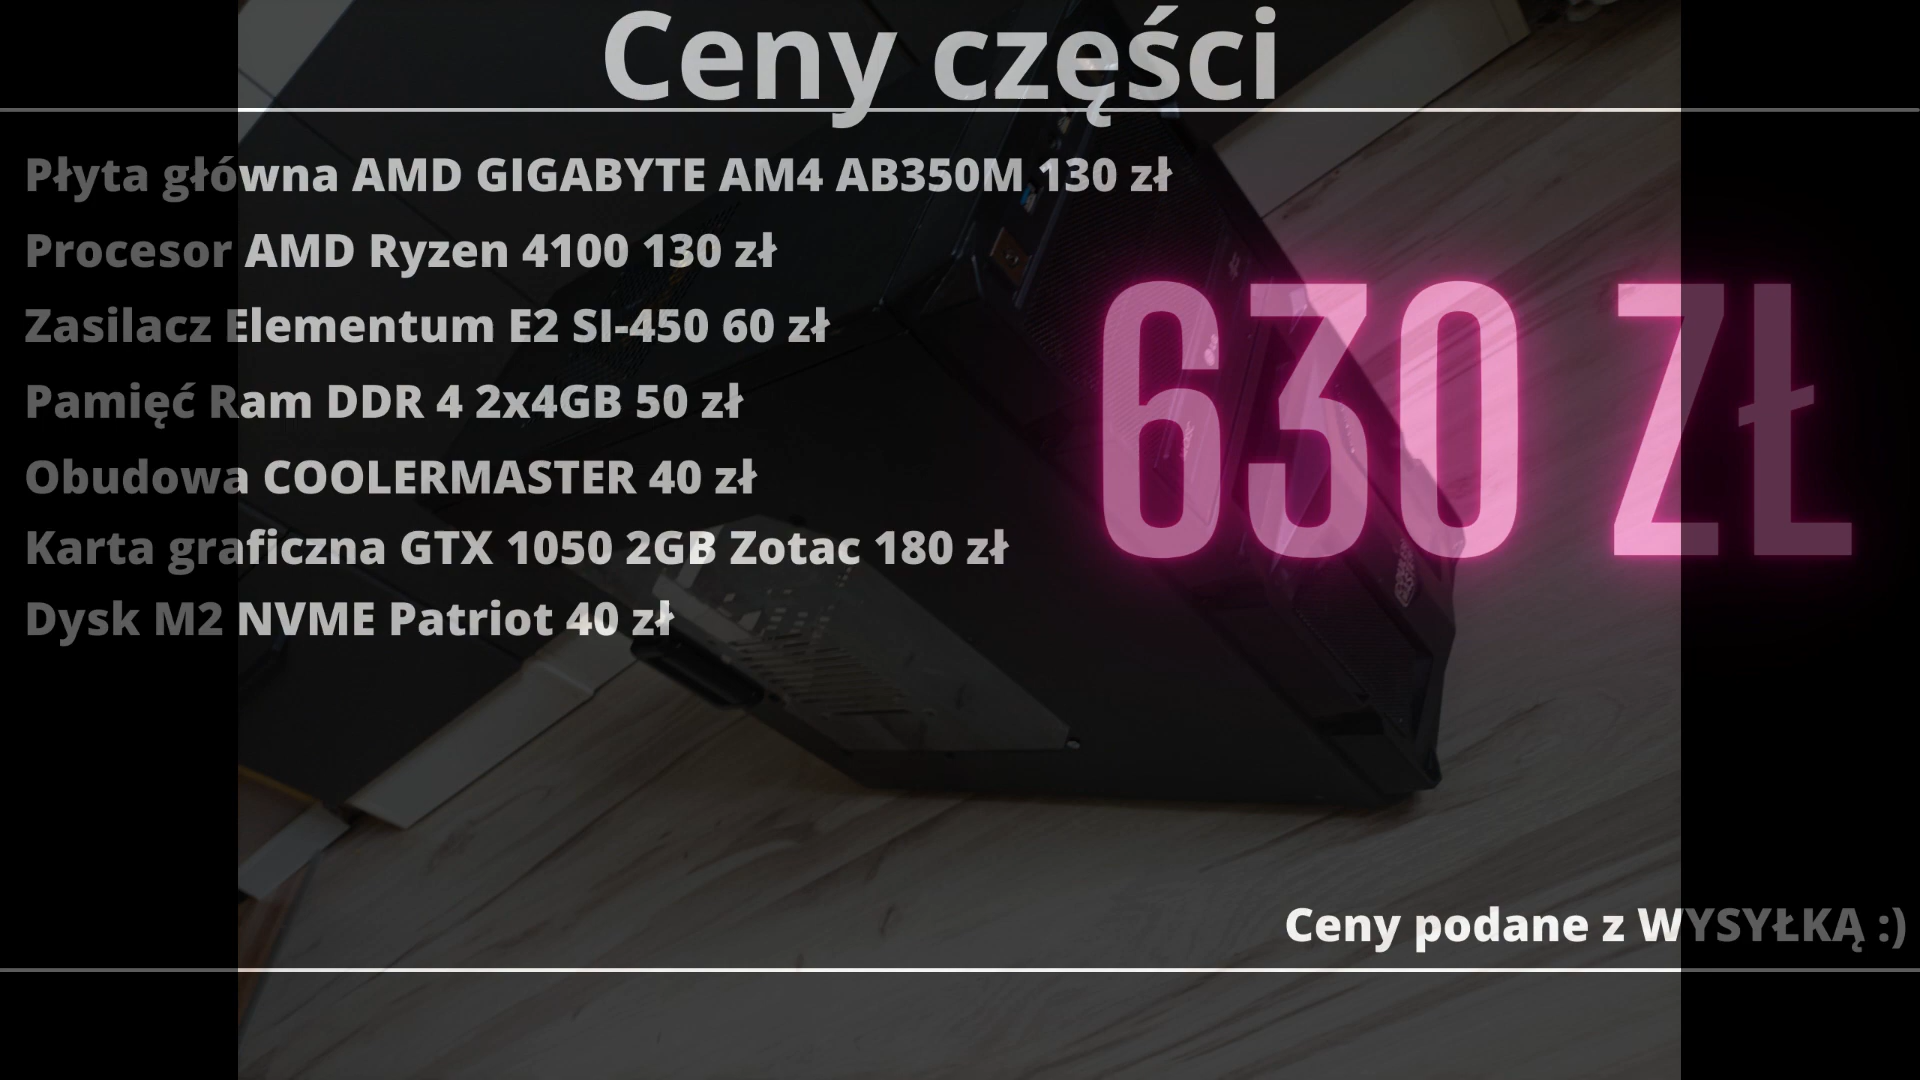 Ceny części
Płyta główna AMD GIGABYTE AM4 AB350M 130 zł
Procesor AMD Ryzen 4100 130 zł
Zasilacz Elementum E2 SI-450 60 zł
Pamięć Ram DDR 4 2x4GB 50 zł
Obudowa COOLERMASTER 40 zł
Karta graficzna GTX 1050 2GB Zotac 180 zł
Dysk M2 NVME Patriot 40 zł
630 ZŁ
Ceny podane z WYSYŁKĄ :)